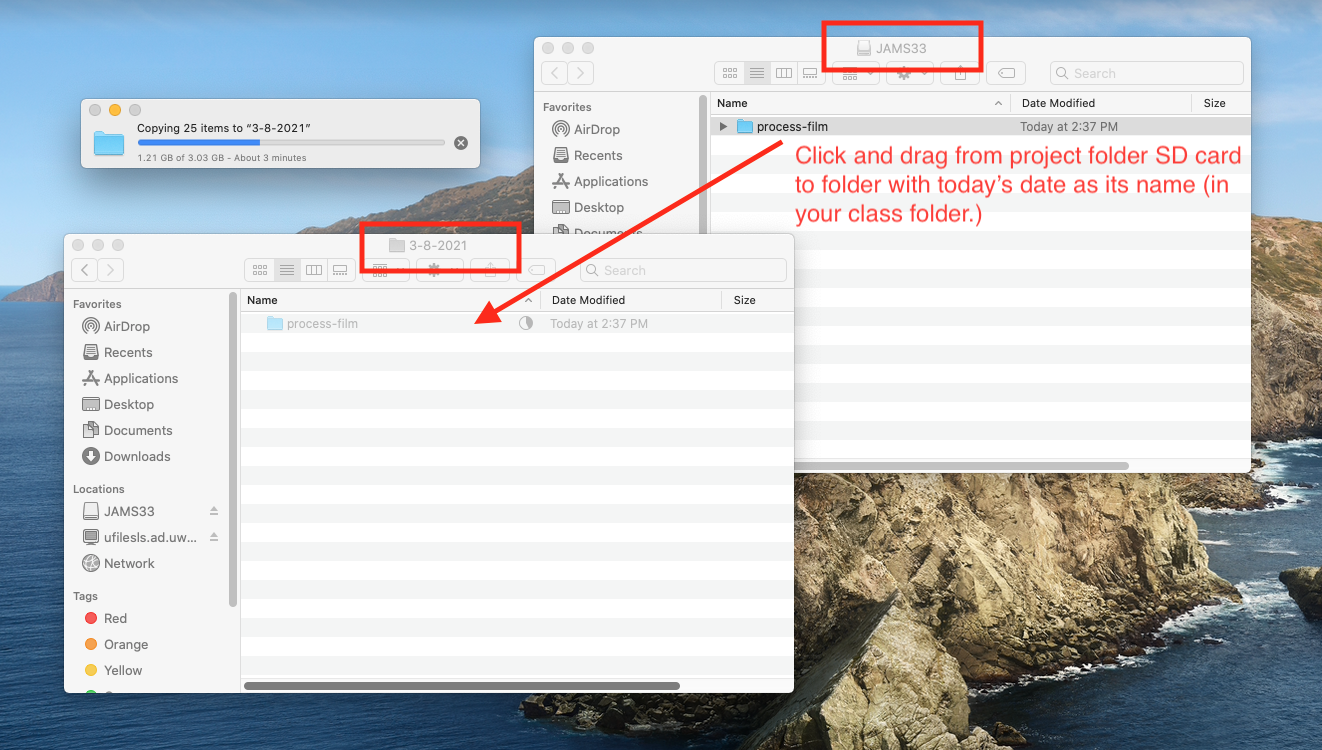 JAMS33
Search
Favorites
AirDrop
Recents
Applications
Desktop
Documents
Name
Date Modified
Size
process-film
Today at 2:37 PM
Click and drag from project folder SD card
to folder with today's date as its name (in
your class folder.)
Copying 25 items to “3-8-2021”
1.21 GB of 3.03 GB - About 3 minutes
3-8-2021
Search
Favorites
AirDrop
Recents
Applications
Desktop
Documents
Downloads
Locations
JAMS33
ufilesls.ad.uw...
Network
Tags
Red
Orange
Yellow
Name
Date Modified
Size
process-film
Today at 2:37 PM